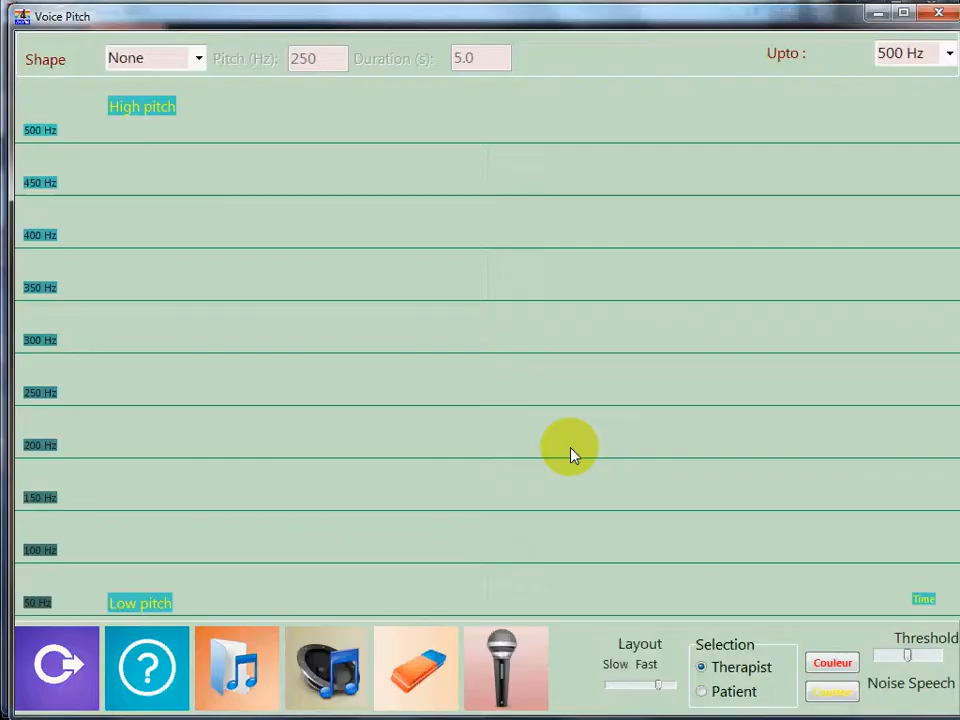 Voice Pitch
Shape None Pitch (Hz): 250 Duration (s): 5.0 Upto : 500 Hz
High pitch
500 Hz
450 Hz
400 Hz
350 Hz
300 Hz
250 Hz
200 Hz
150 Hz
100 Hz
50 Hz
Low pitch
Time
Layout
Slow Fast
Selection
Therapist
Patient
Couleur
Couleur
Threshold
Noise Speech